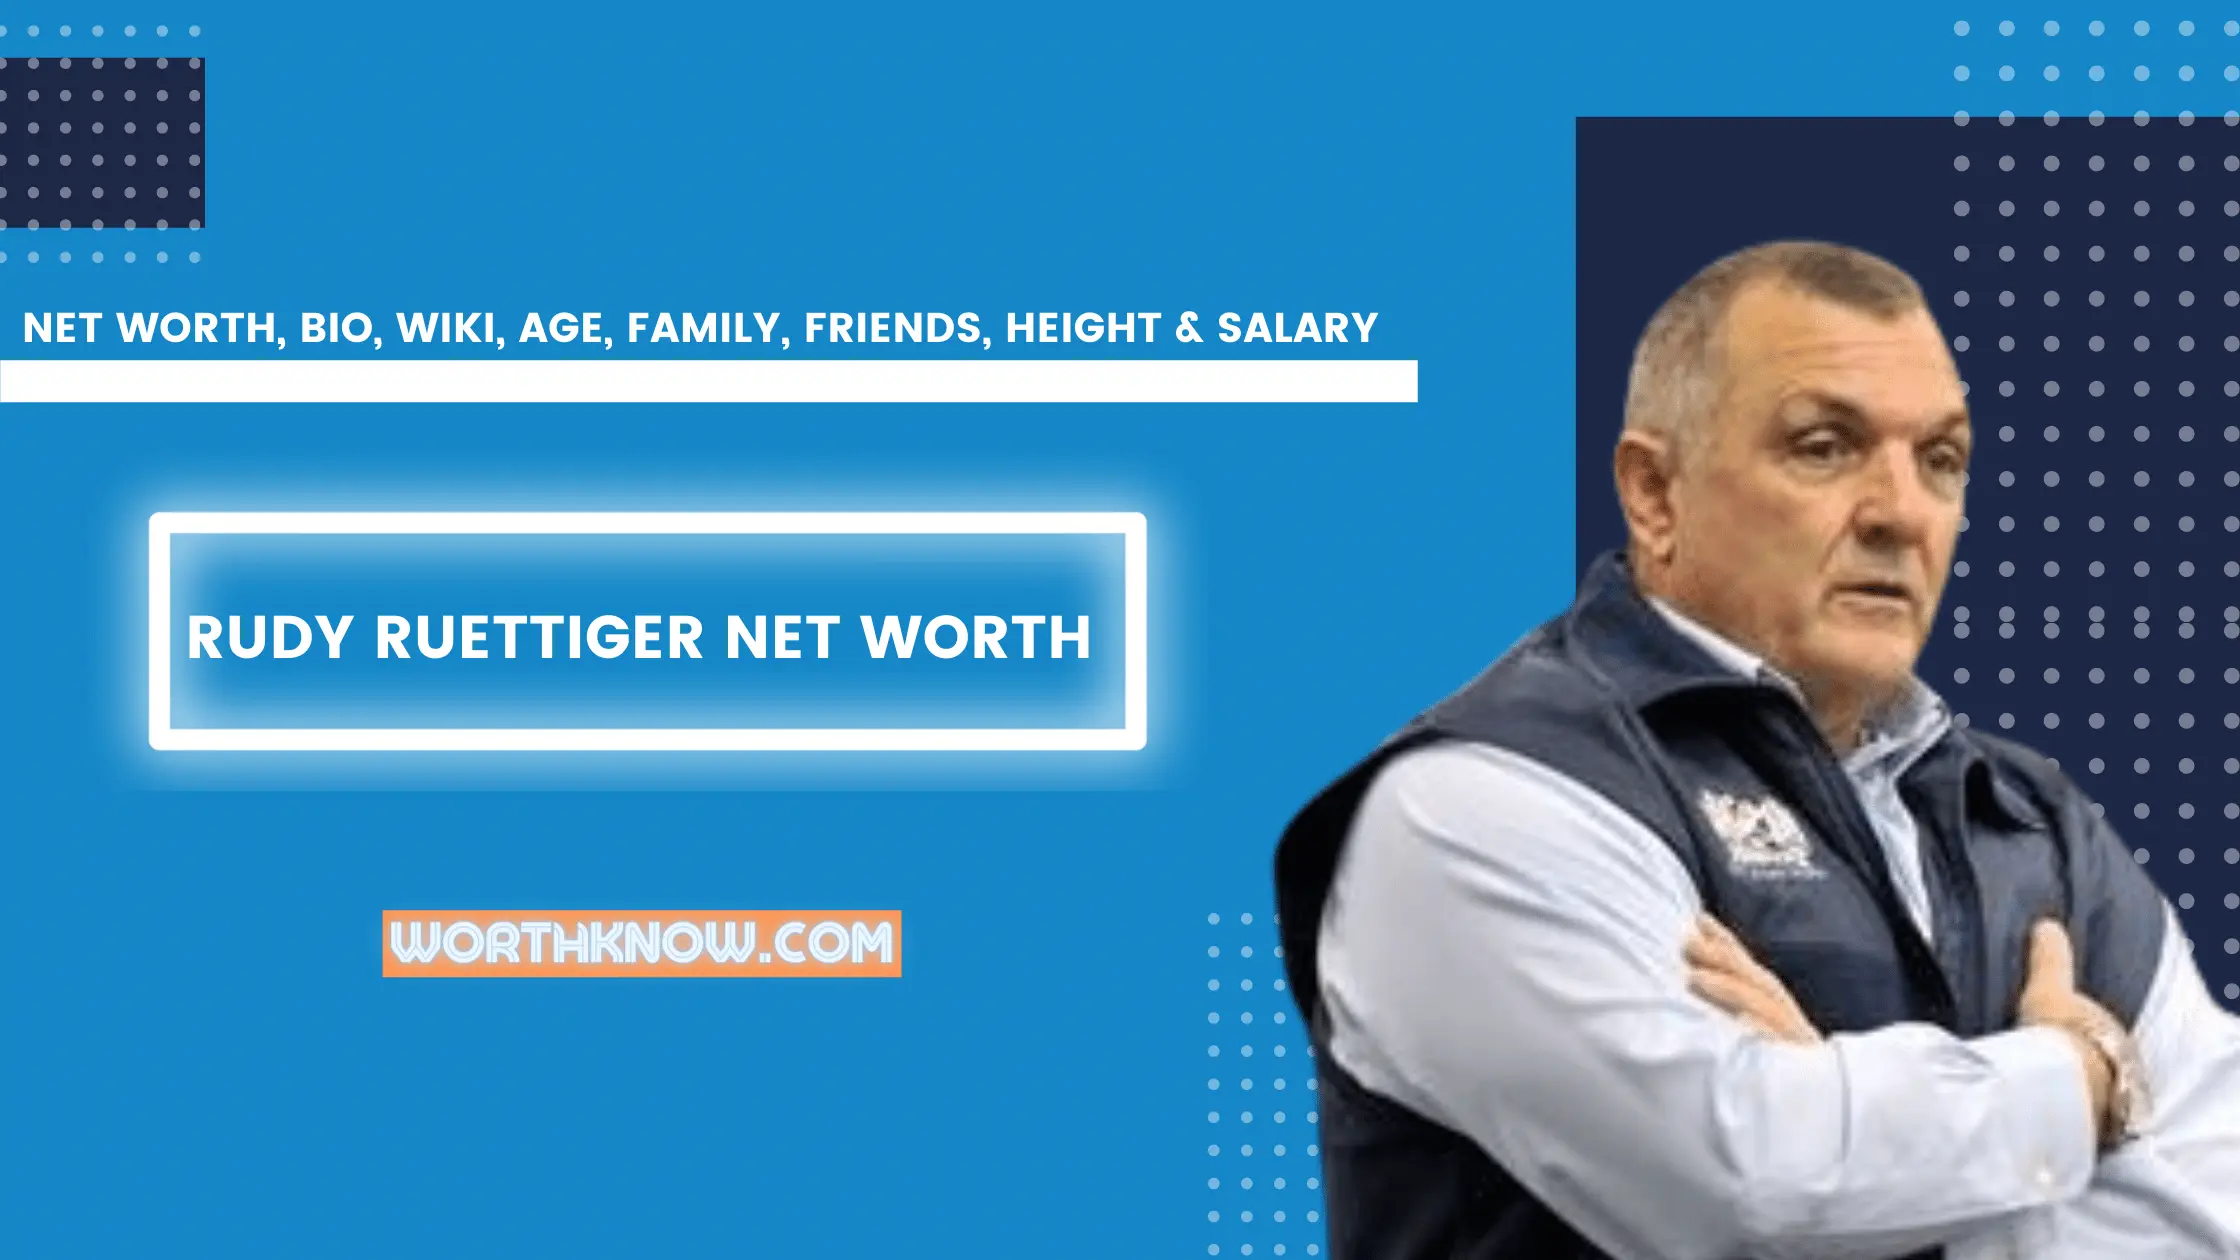 NET WORTH, BIO, WIKI, AGE, FAMILY, FRIENDS, HEIGHT & SALARY
RUDY RUETTIGER NET WORTH
WORTHKNOW.COM